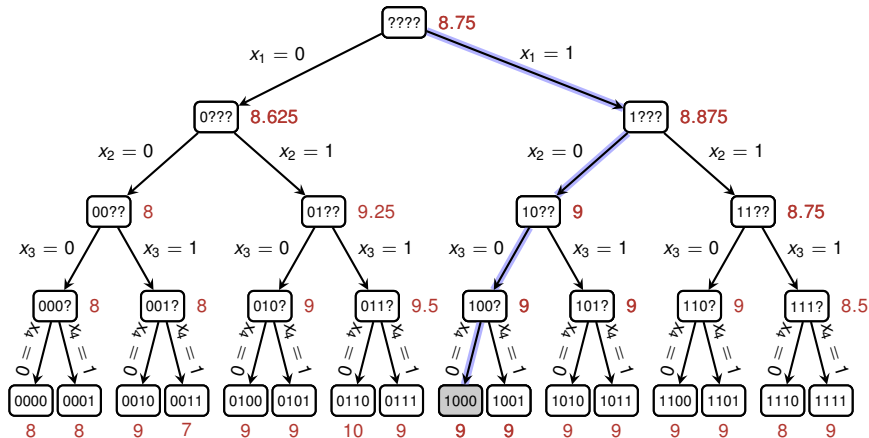 ???? 8.75
x₁ = 0 x₁ = 1
0??? 8.625 1??? 8.875
x₂ = 0 x₂ = 1 x₂ = 0 x₂ = 1
00?? 8 01?? 9.25 10?? 9 11?? 8.75
x₃ = 0 x₃ = 1 x₃ = 0 x₃ = 1 x₃ = 0 x₃ = 1 x₃ = 0 x₃ = 1
000? 8 001? 8 010? 9 011? 9.5 100? 9 101? 9 110? 9 111? 8.5
x₄ = 0 x₄ = 1 x₄ = 0 x₄ = 1 x₄ = 0 x₄ = 1 x₄ = 0 x₄ = 1 x₄ = 0 x₄ = 1 x₄ = 0 x₄ = 1 x₄ = 0 x₄ = 1 x₄ = 0 x₄ = 1
0000 0001 0010 0011 0100 0101 0110 0111 1000 1001 1010 1011 1100 1101 1110 1111
8 8 9 7 9 9 10 9 9 9 9 9 9 9 8 9